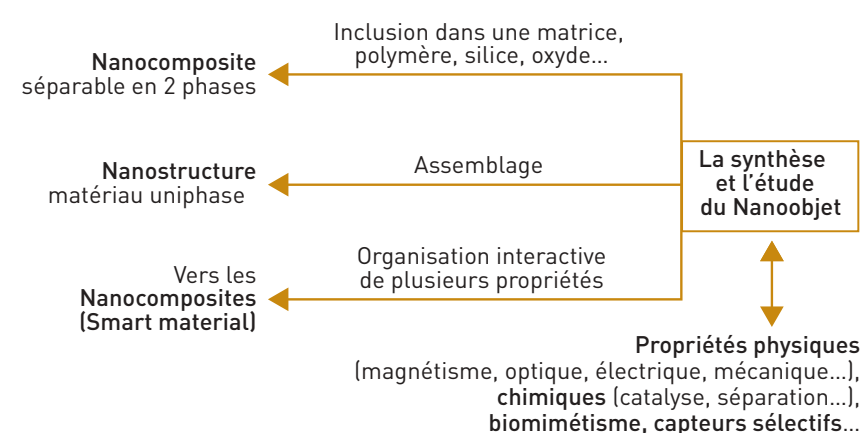 Inclusion dans une matrice,
polymère, silice, oxyde...
Nanocomposite
séparable en 2 phases
Assemblage
Nanostructure
matériau uniphase
La synthèse
et l'étude
du Nanoobjet
Organisation interactive
de plusieurs propriétés
Vers les
Nanocomposites
(Smart material)
Propriétés physiques
(magnétisme, optique, électrique, mécanique...),
chimiques (catalyse, séparation...),
biomimétisme, capteurs sélectifs...